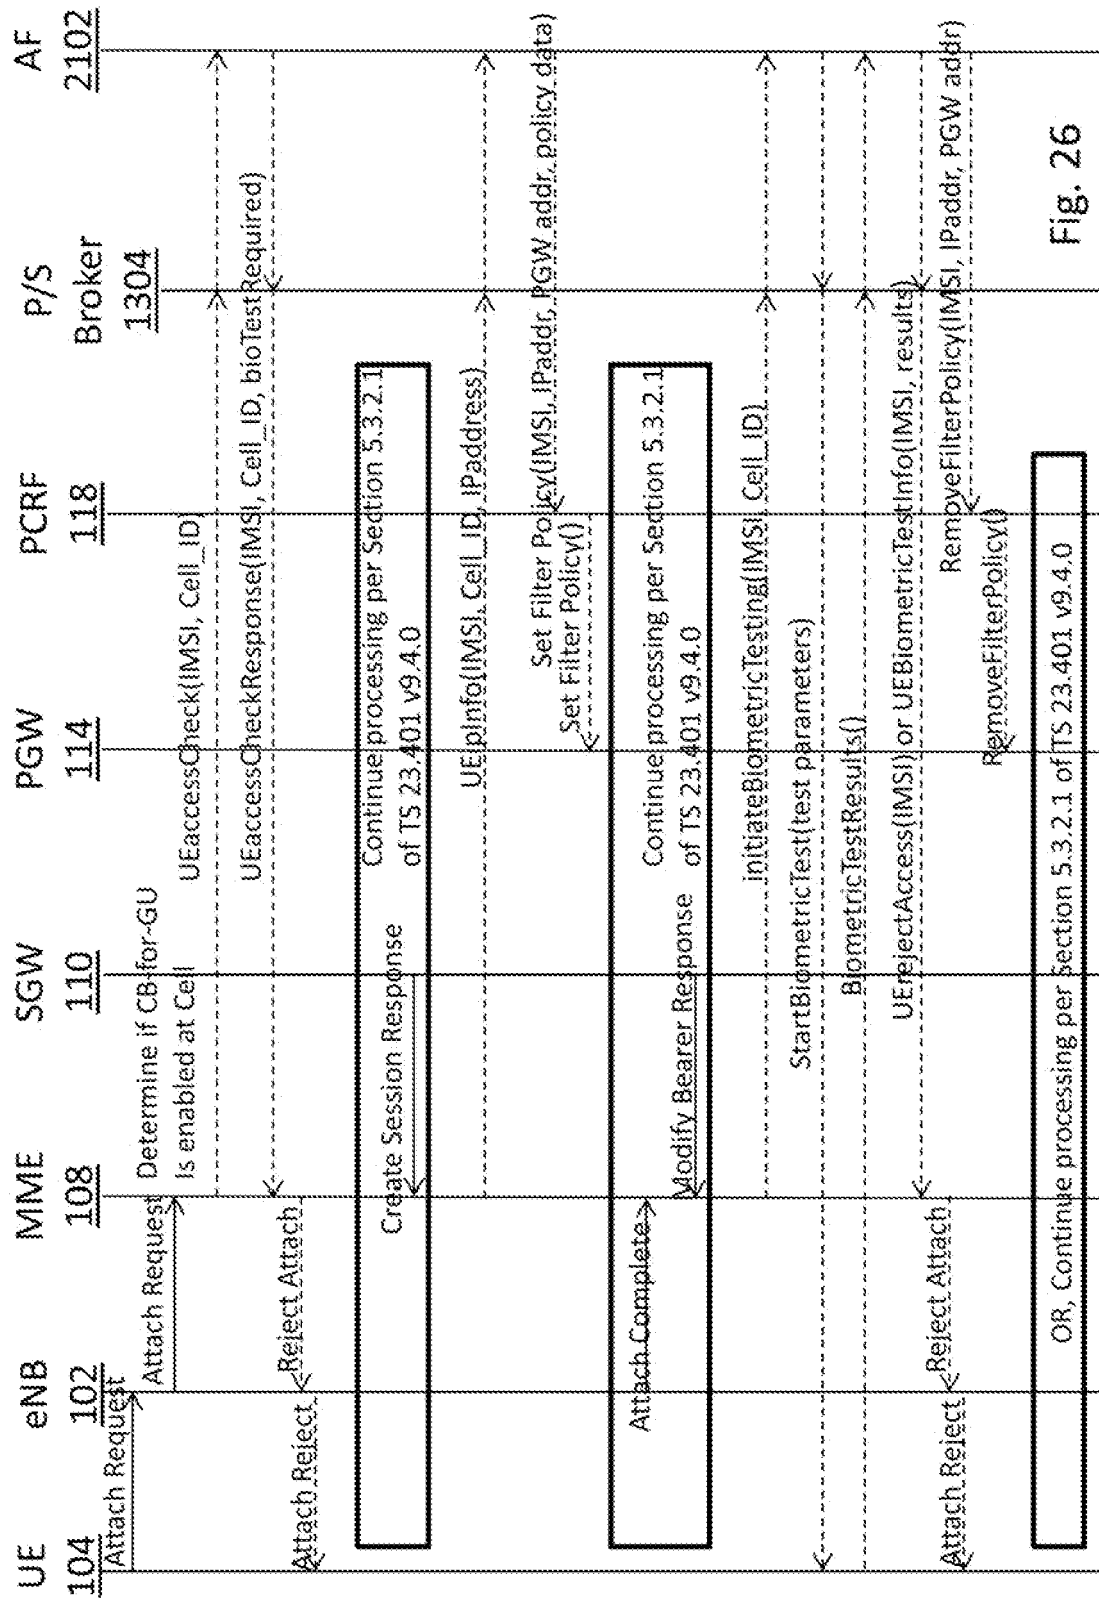 UE
104
eNB
102
MME
108
SGW
110
PGW
114
PCRF
118
P/S
Broker
1304
AF
2102
Attach Request
Attach Request
Determine if CB-for-GU
Is enabled at Cell
UEaccessCheck(IMSI, Cell_ID)
UEaccessCheckResponse(IMSI, Cell_ID, bioTestRequired)
Reject Attach
Attach Reject
Continue processing per Section 5.3.2.1
of TS 23.401 v9.4.0
Create Session Response
UEpInfo(IMSI, Cell_ID, IPaddress)
Set Filter Policy(IMSI, IPaddr, PGW addr, policy data)
Set Filter Policy()
Continue processing per Section 5.3.2.1
of TS 23.401 v9.4.0
Attach Complete
Modify Bearer Response
initiateBiometricTesting(IMSI, Cell_ID)
StartBiometricTest(test parameters)
BiometricTestResults()
UErejectAccess(IMSI) or UEBiometricTestInfo(IMSI, results)
Reject Attach
Attach Reject
RemoveFilterPolicy(IMSI, IPaddr, PGW addr)
RemoveFilterPolicy()
OR, Continue processing per Section 5.3.2.1 of TS 23.401 v9.4.0
Fig. 26